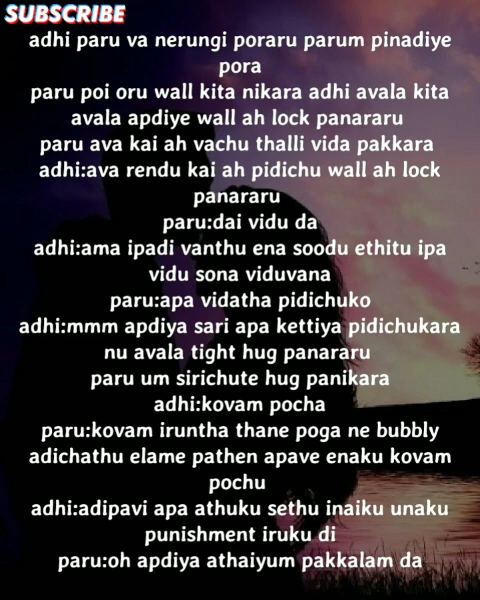 SUBSCRIBE
adhi paru va nerungi poraru parum pinadiye
pora
paru poi oru wall kita nikara adhi avala kita
avala apdiye wall ah lock panararu
paru ava kai ah vachu thalli vida pakkara
adhi:ava rendu kai ah pidichu wall ah lock
panararu
paru:dai vidu da
adhi:ama ipadi vanthu ena soodu ethitu ipa
vidu sona viduvana
paru:apa vidatha pidichuko
adhi:mmm apdiya sari apa kettiya pidichukara
nu avala tight hug panararu
paru um sirichute hug panikara
adhi:kovam pocha
paru:kovam iruntha thane poga ne bubbly
adichathu elame pathen apave enaku kovam
pochu
adhi:adipavi apa athuku sethu inaiku unaku
punishment iruku di
paru:oh apdiya athaiyum pakkalam da